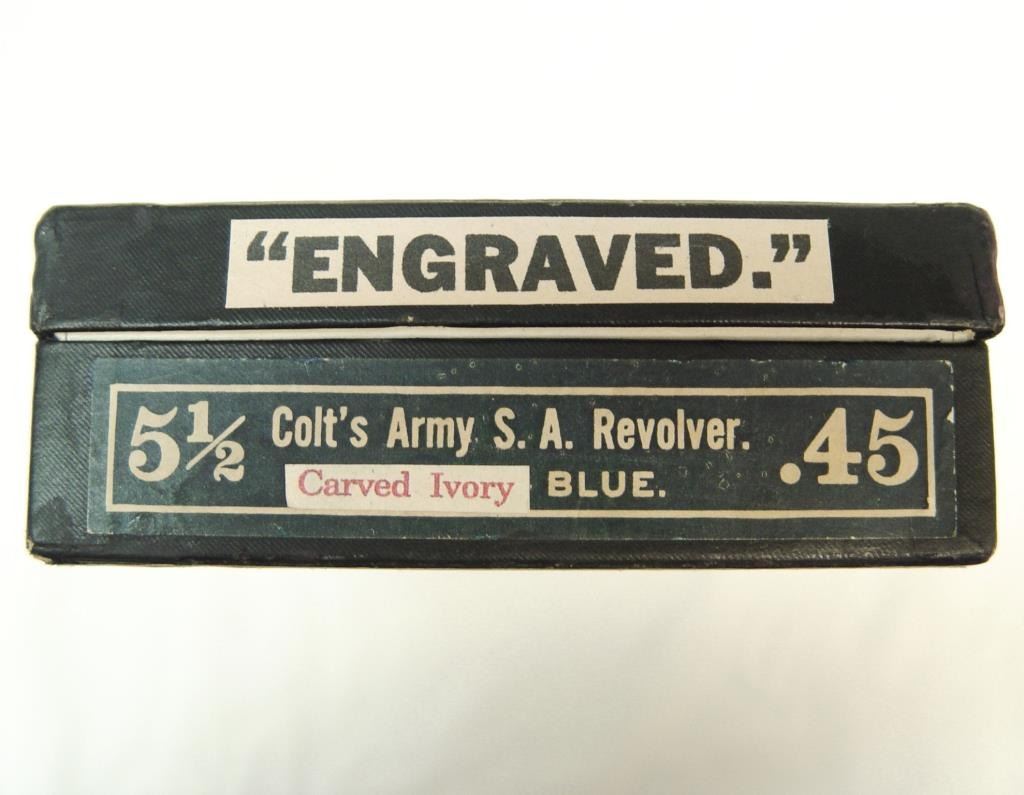 “ENGRAVED.”
5½ Colt's Army S. A. Revolver. .45
Carved Ivory BLUE.